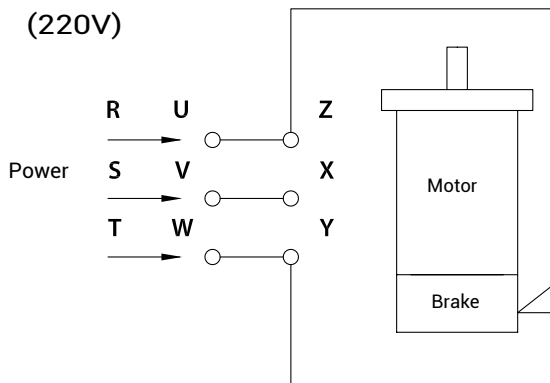 (220V)
R U Z
Power S V X
T W Y
Motor
Brake